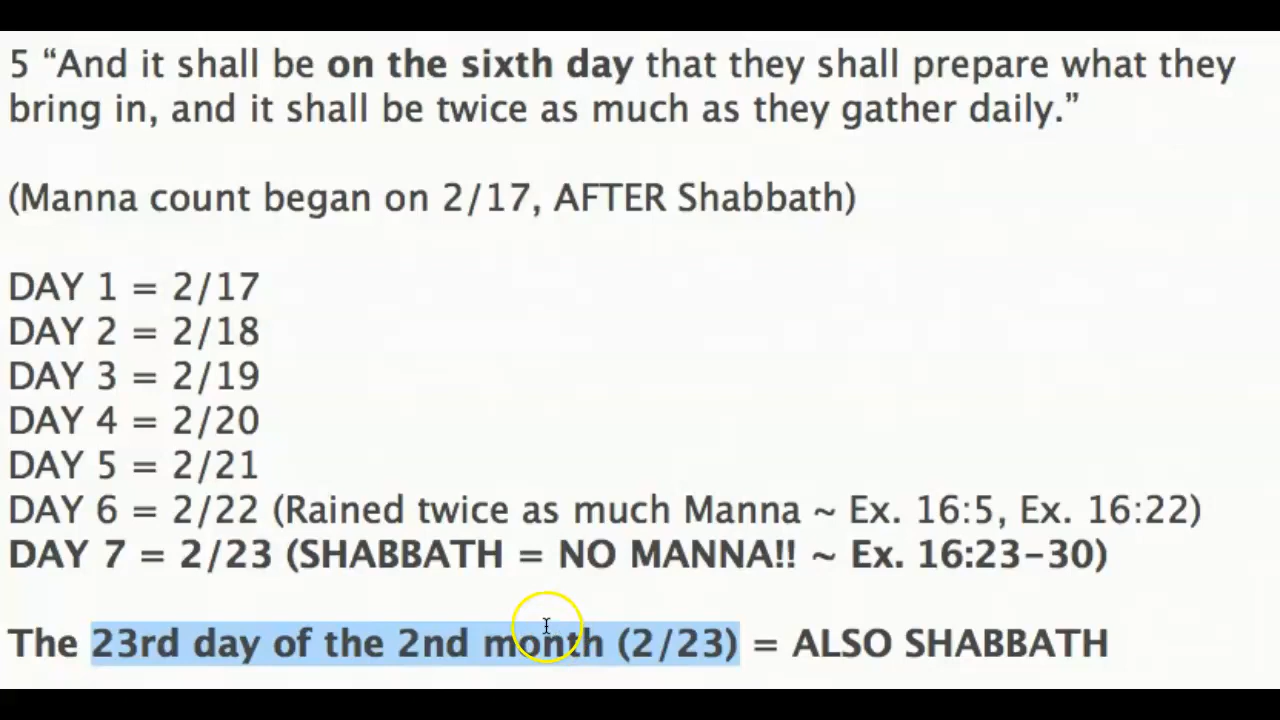 5 “And it shall be on the sixth day that they shall prepare what they
bring in, and it shall be twice as much as they gather daily.”
(Manna count began on 2/17, AFTER Shabbath)
DAY 1 = 2/17
DAY 2 = 2/18
DAY 3 = 2/19
DAY 4 = 2/20
DAY 5 = 2/21
DAY 6 = 2/22 (Rained twice as much Manna ~ Ex. 16:5, Ex. 16:22)
DAY 7 = 2/23 (SHABBATH = NO MANNA!! ~ Ex. 16:23-30)
The 23rd day of the 2nd month (2/23) = ALSO SHABBATH